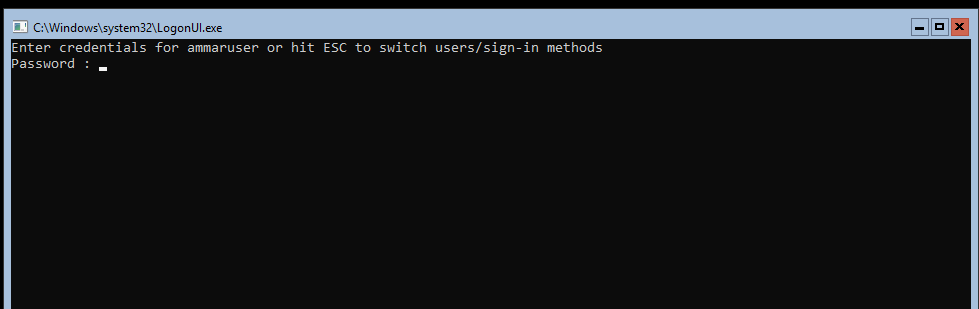 C:\Windows\system32\LogonUI.exe
Enter credentials for ammaruser or hit ESC to switch users/sign-in methods
Password :